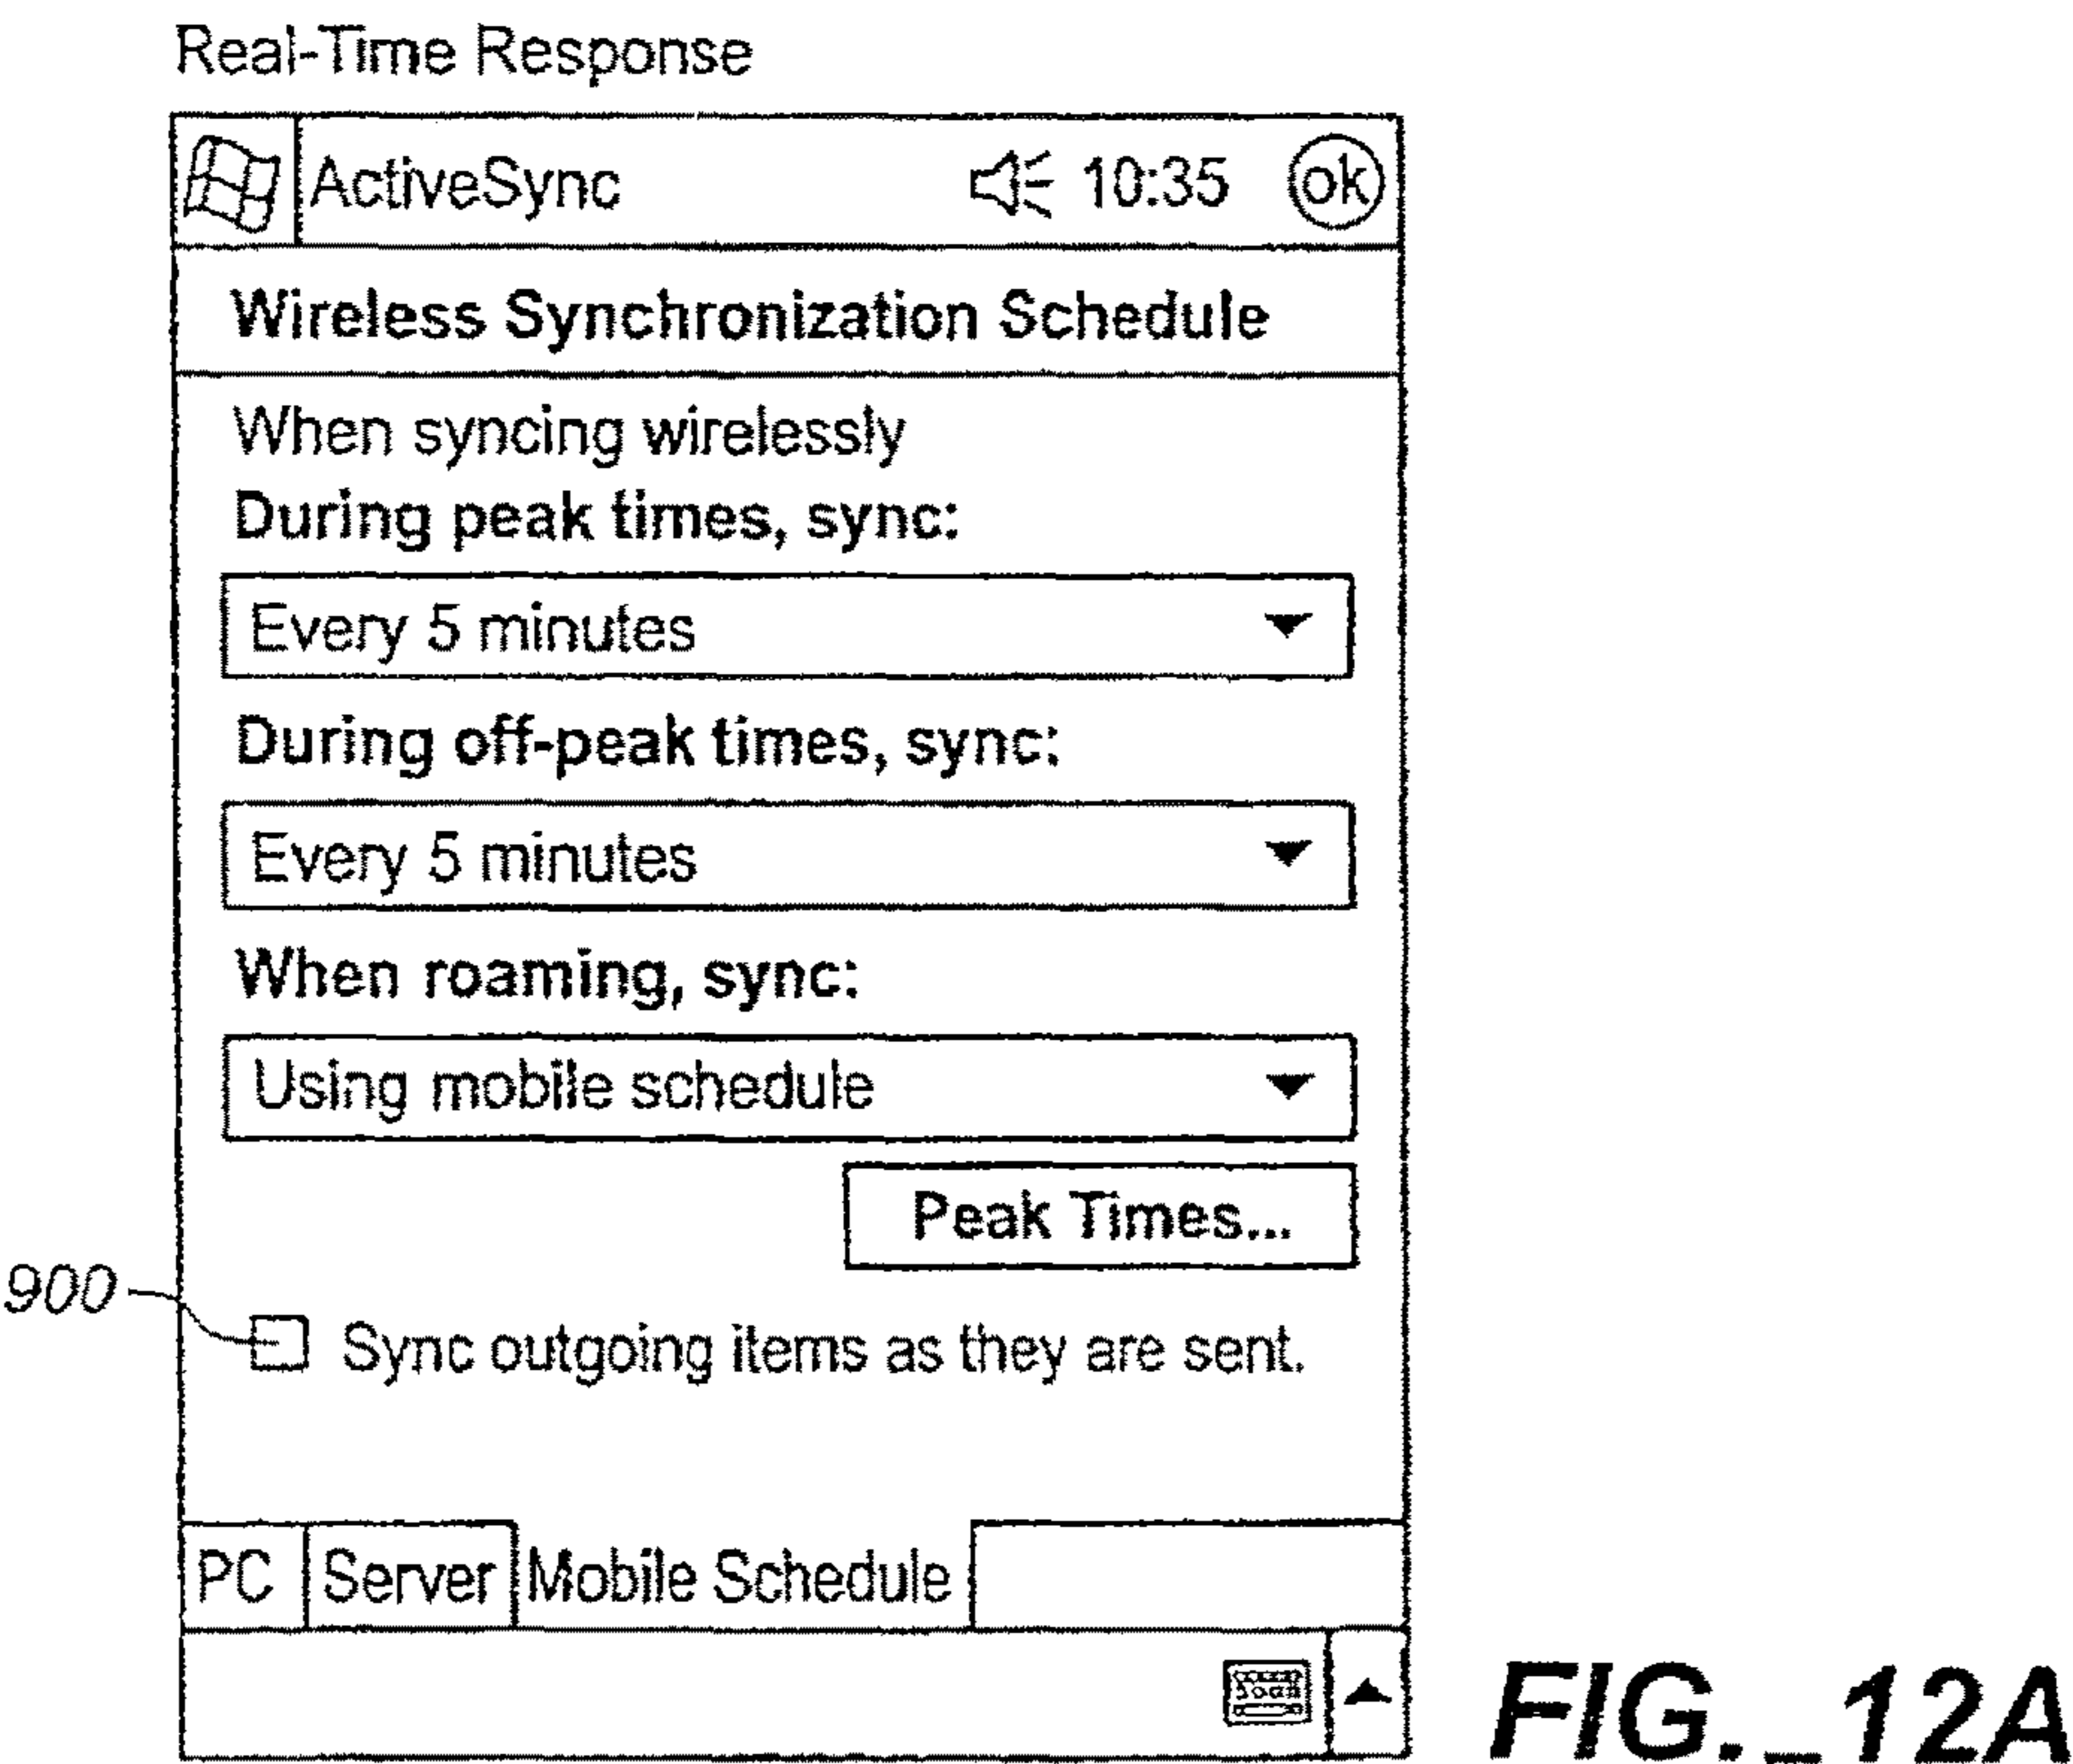 Real-Time Response
ActiveSync 10:35 ok
Wireless Synchronization Schedule
When syncing wirelessly
During peak times, sync:
Every 5 minutes
During off-peak times, sync:
Every 5 minutes
When roaming, sync:
Using mobile schedule
Peak Times...
900
Sync outgoing items as they are sent.
PC Server Mobile Schedule
FIG._12A